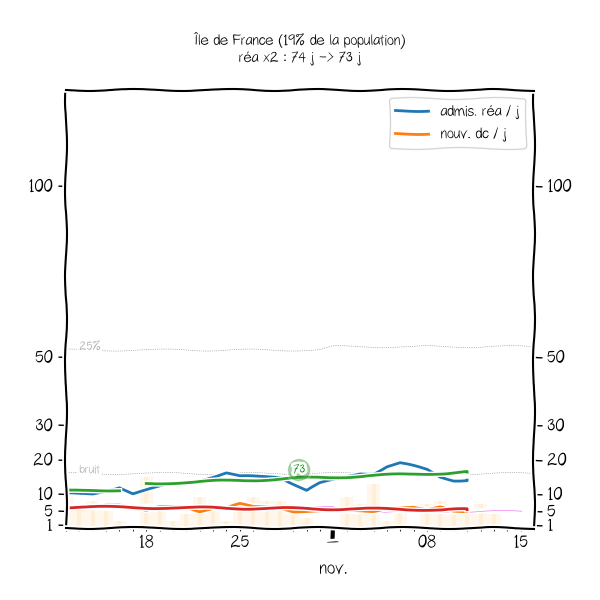 Île de France (19% de la population)
réa x2 : 74 j -> 73 j
admis. réa / j
nouv. dc / j
100 100
25%
50 50
30 30
20 20
bruit 73
10 10
5 5
1 1
18 25 1 08 15
nov.